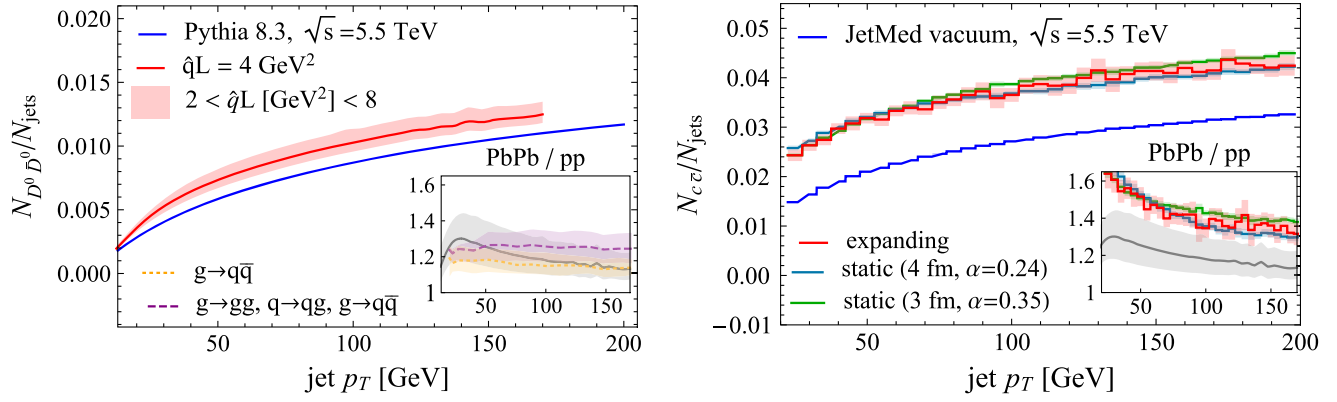 0.020
0.015
0.010
0.005
0.000
N_{D^0 \bar{D}^0}/N_{jets}
Pythia 8.3, √s =5.5 TeV
q̂L = 4 GeV²
2 < q̂L [GeV²] < 8
PbPb / pp
1.6
1.4
1.2
1
50
100
150
g→qq̄
g→gg, q→qg, g→qq̄
50
100
150
200
jet p_T [GeV]
0.05
0.04
0.03
0.02
0.01
0.00
−0.01
N_{c c̄}/N_{jets}
JetMed vacuum, √s =5.5 TeV
PbPb / pp
1.6
1.4
1.2
1
50
100
150
expanding
static (4 fm, α=0.24)
static (3 fm, α=0.35)
50
100
150
200
jet p_T [GeV]